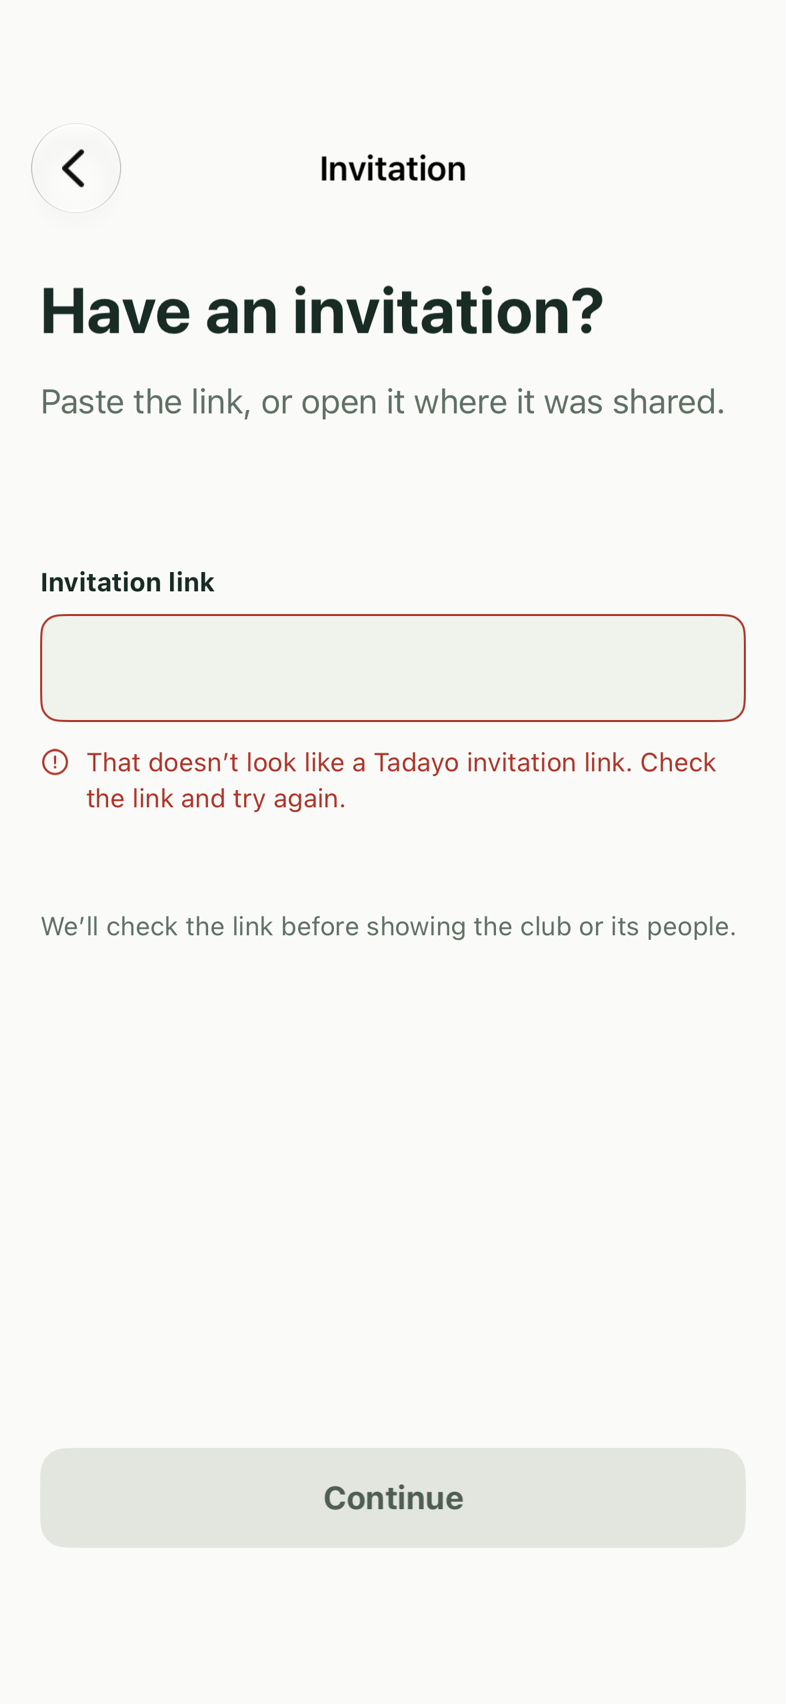 Invitation
Have an invitation?
Paste the link, or open it where it was shared.
Invitation link
That doesn’t look like a Tadayo invitation link. Check
the link and try again.
We’ll check the link before showing the club or its people.
Continue